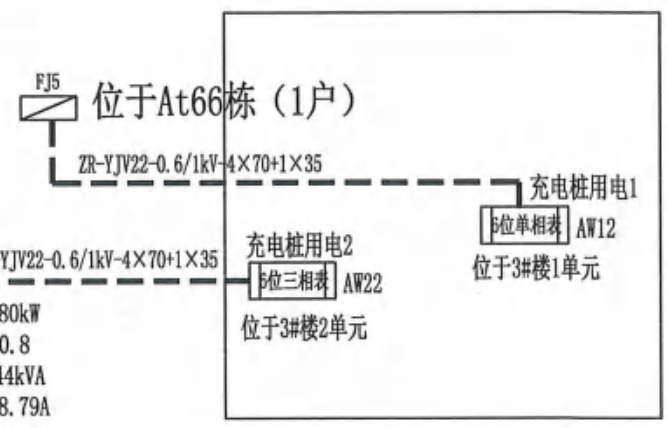 FJ5
位于At66栋（1户）
ZR-YJV22-0.6/1kV-4×70+1×35
充电桩用电1
位单相表 AW12
位于3#楼1单元
YJV22-0.6/1kV-4×70+1×35
充电桩用电2
位三相表 AW22
位于3#楼2单元
80kW
0.8
44kVA
8.79A